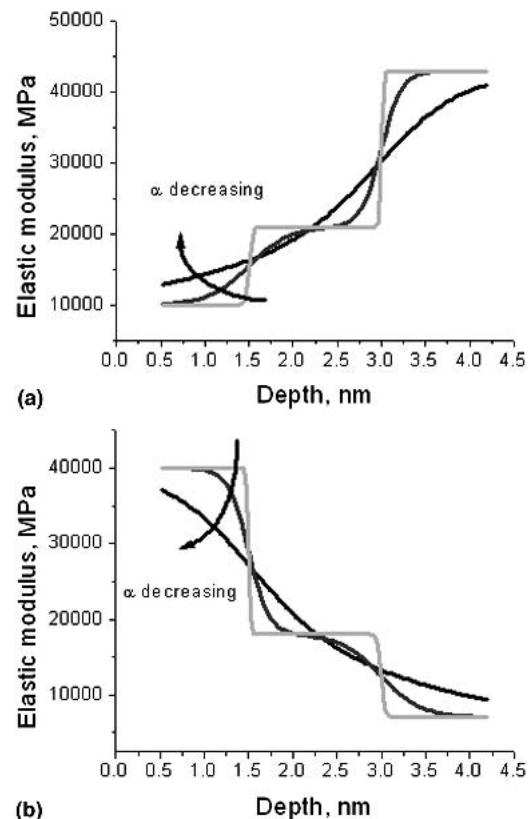 50000
40000
30000
20000
10000
Elastic modulus, MPa
α decreasing
0.0 0.5 1.0 1.5 2.0 2.5 3.0 3.5 4.0 4.5
Depth, nm
(a)
40000
30000
20000
10000
Elastic modulus, MPa
α decreasing
0.0 0.5 1.0 1.5 2.0 2.5 3.0 3.5 4.0 4.5
Depth, nm
(b)